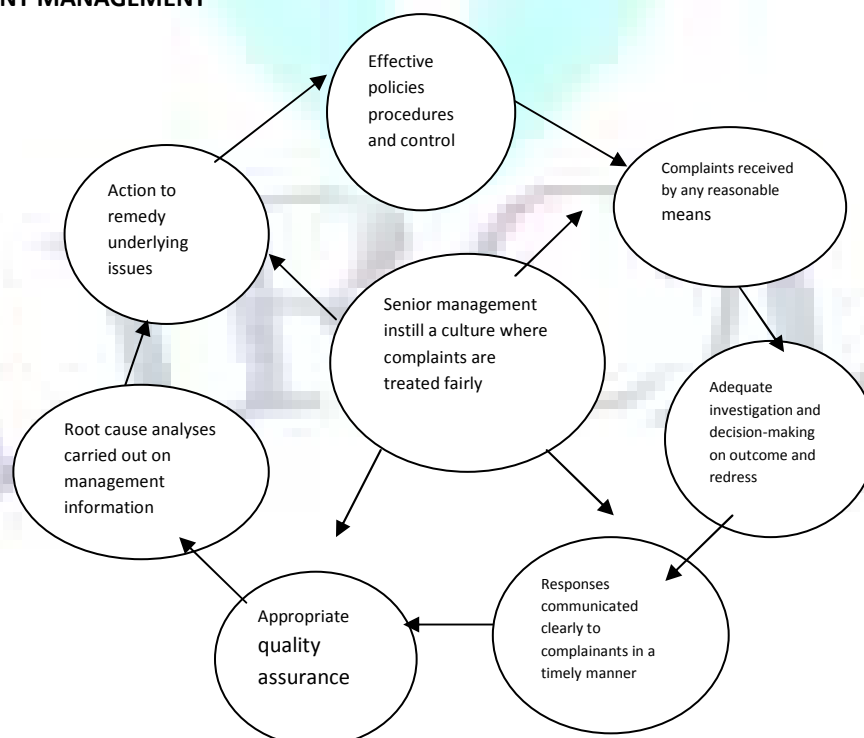 NT MANAGEMENT
Effective
policies
procedures
and control
Complaints received
by any reasonable
means
Action to
remedy
underlying
issues
Senior management
instill a culture where
complaints are
treated fairly
Adequate
investigation and
decision-making
on outcome and
redress
Root cause analyses
carried out on
management
information
Responses
communicated
clearly to
complainants in a
timely manner
Appropriate
quality
assurance